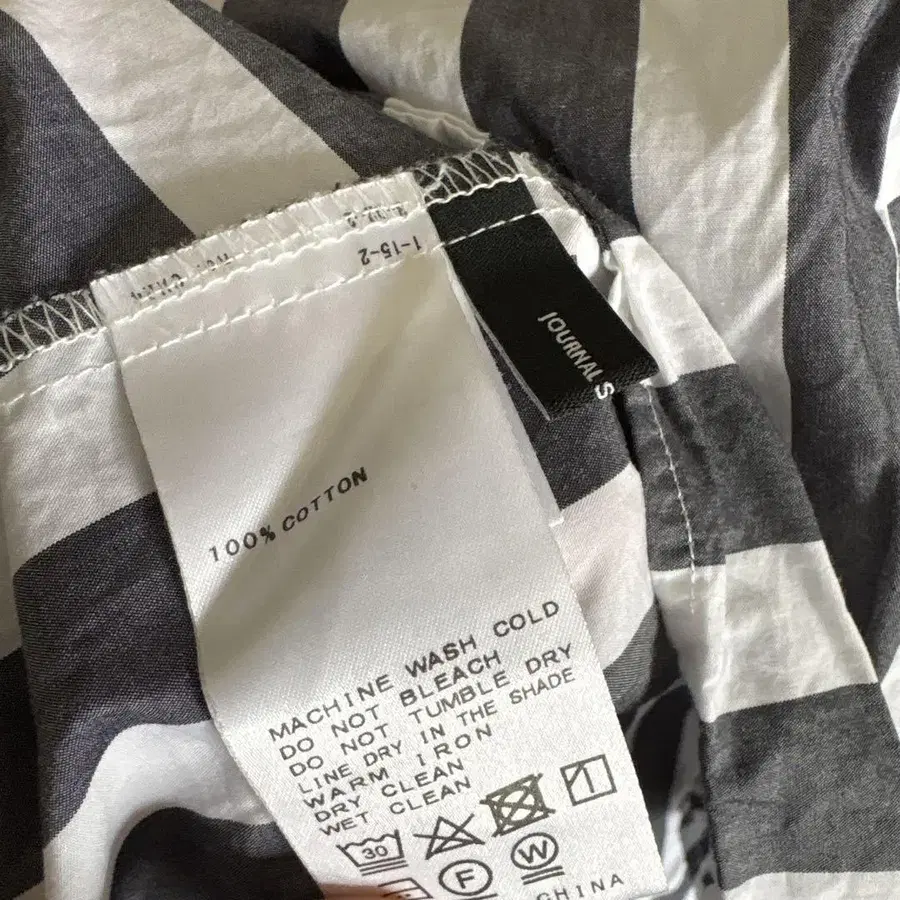 1-15-2
JOURNAL S
100% COTTON
MACHINE WASH COLD
DO NOT BLEACH
DO NOT TUMBLE DRY
LINE DRY IN THE SHADE
WARM IRON
DRY CLEAN
WET CLEAN
30
F
W
CHINA